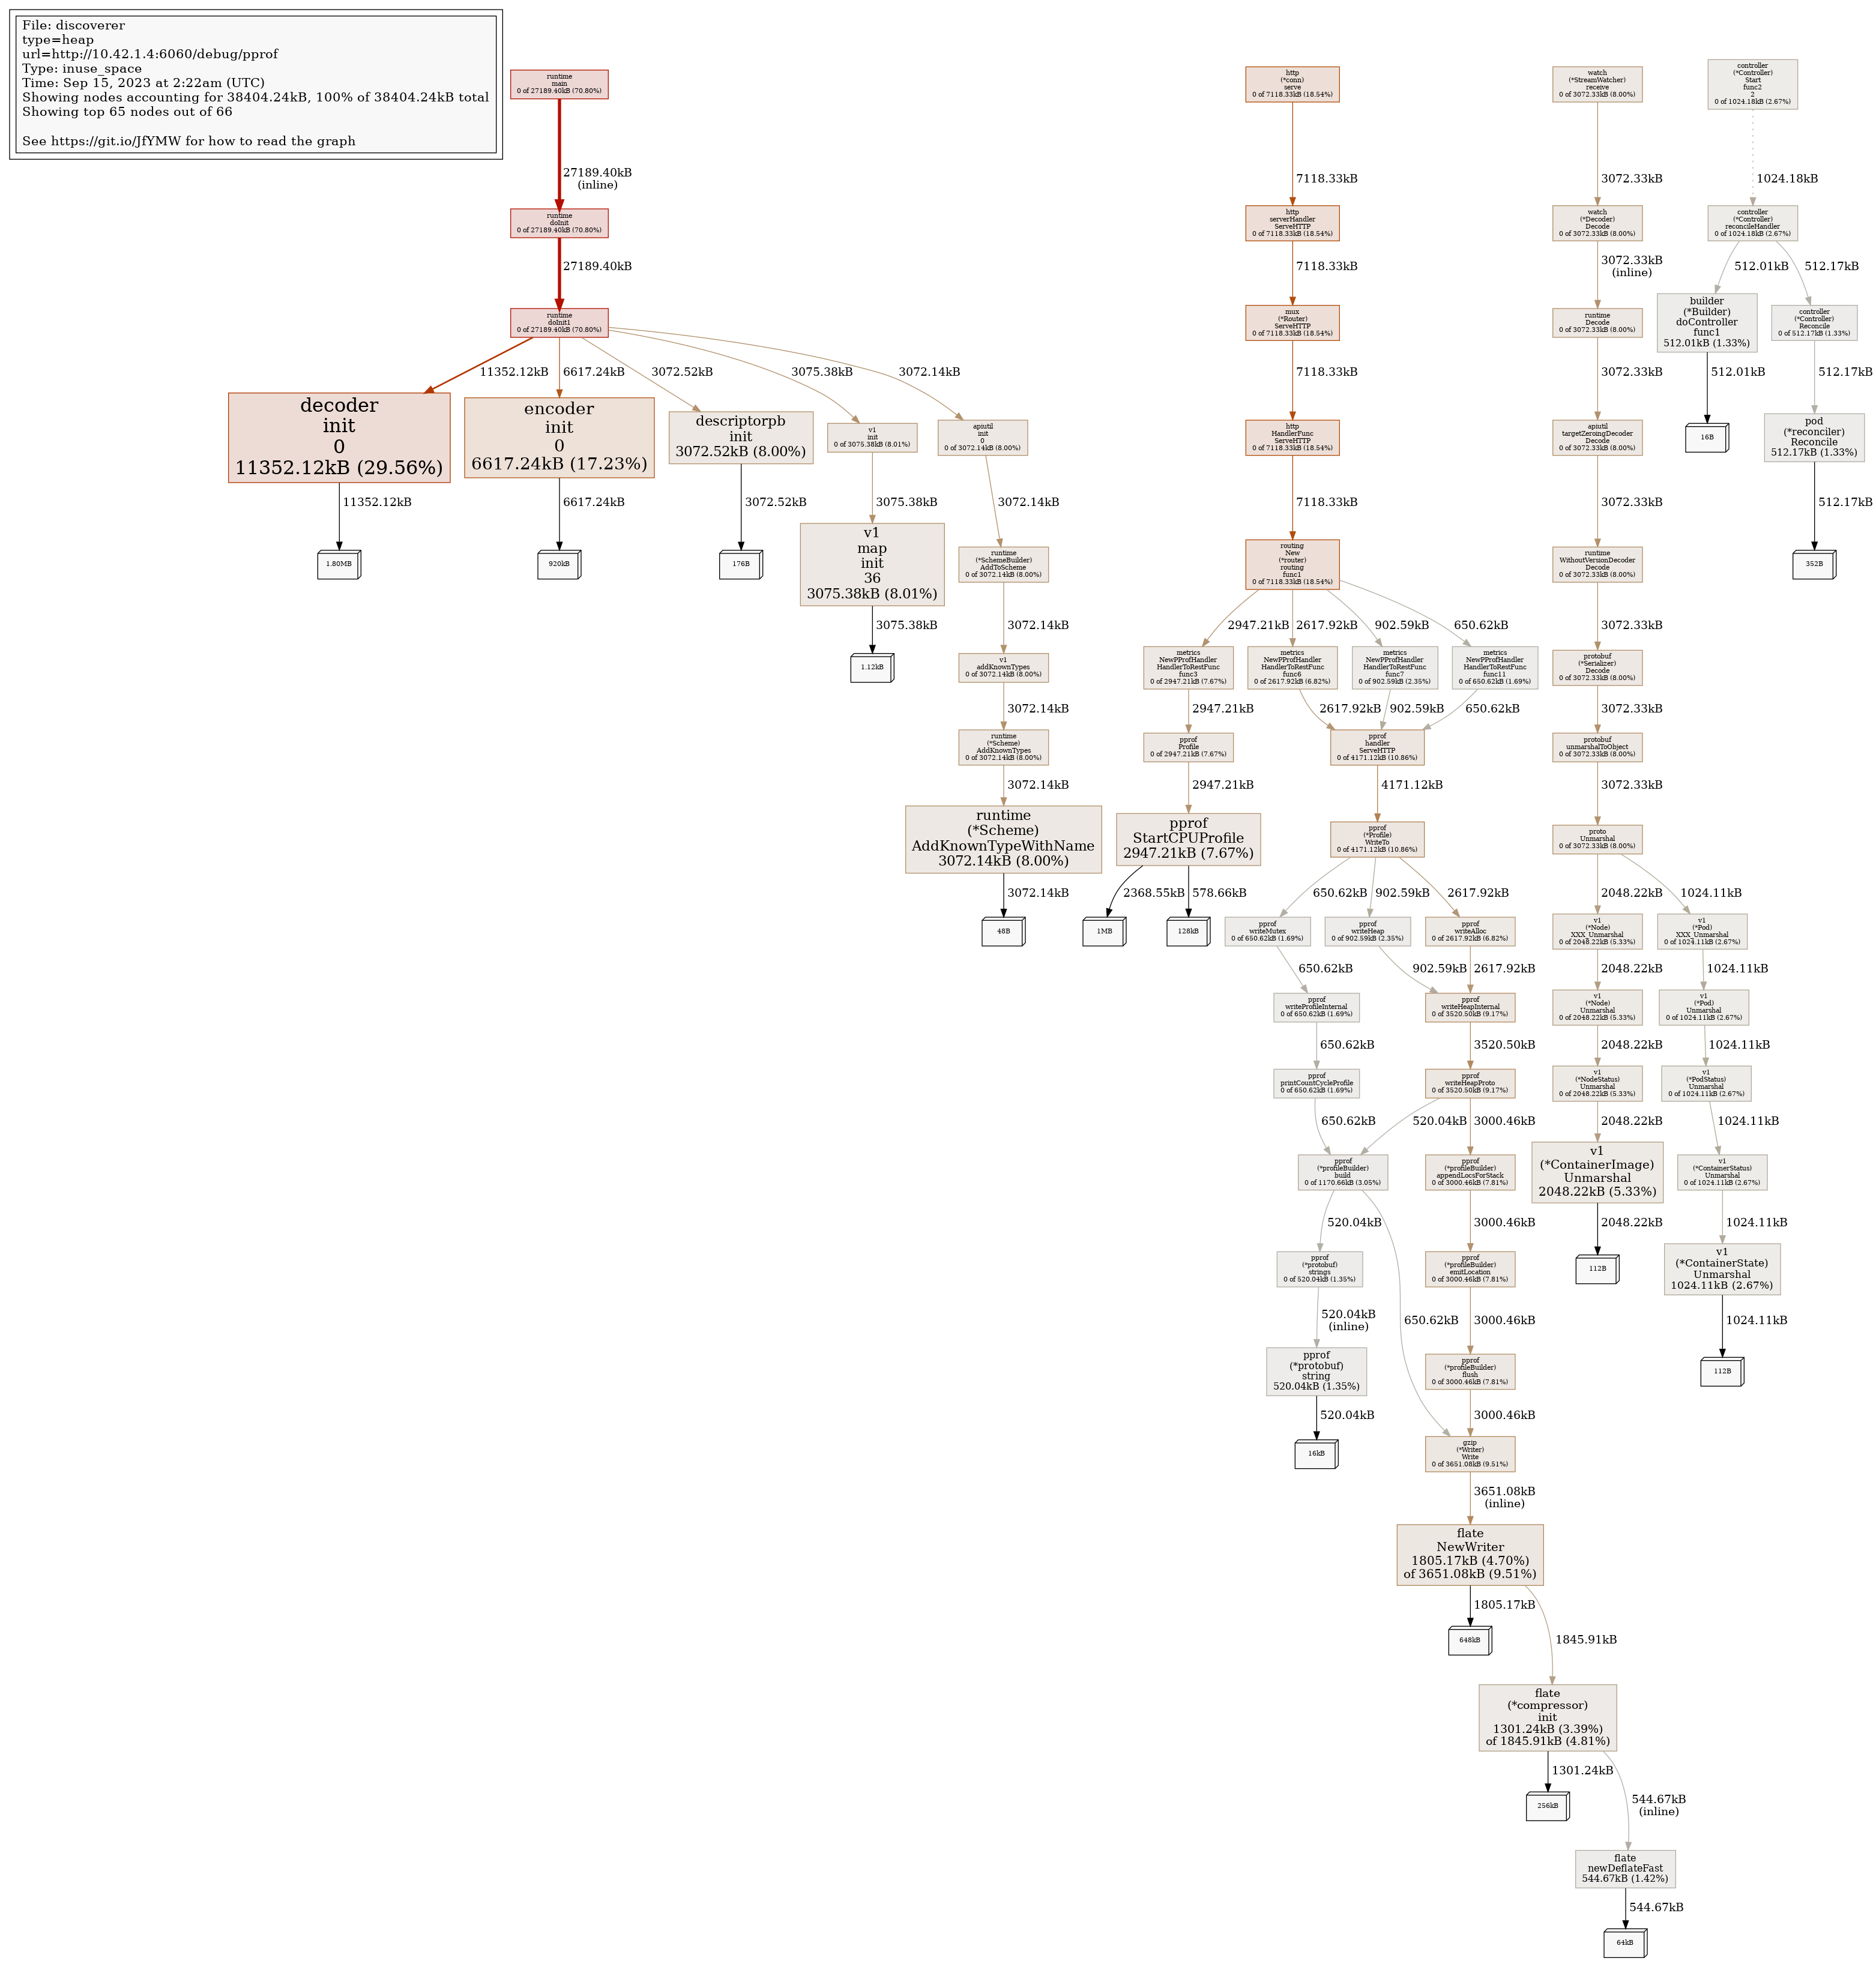 File: discoverer
type=heap
url=http://10.42.1.4:6060/debug/pprof
Type: inuse_space
Time: Sep 15, 2023 at 2:22am (UTC)
Showing nodes accounting for 38404.24kB, 100% of 38404.24kB total
Showing top 65 nodes out of 66
See https://git.io/JfYMW for how to read the graph
runtime
main
0 of 27189.40kB (70.80%)
27189.40kB
(inline)
runtime
doInit
0 of 27189.40kB (70.80%)
27189.40kB
runtime
doInit1
0 of 27189.40kB (70.80%)
11352.12kB
6617.24kB
3072.52kB
3075.38kB
3072.14kB
decoder
init
0
11352.12kB (29.56%)
11352.12kB
1.80MB
encoder
init
0
6617.24kB (17.23%)
6617.24kB
920kB
descriptorpb
init
3072.52kB (8.00%)
3072.52kB
176B
v1
init
0 of 3075.38kB (8.01%)
3075.38kB
v1
map
init
36
3075.38kB (8.01%)
3075.38kB
1.12kB
apiutil
init
0
0 of 3072.14kB (8.00%)
3072.14kB
runtime
(*SchemeBuilder)
AddToScheme
0 of 3072.14kB (8.00%)
3072.14kB
v1
addKnownTypes
0 of 3072.14kB (8.00%)
3072.14kB
runtime
(*Scheme)
AddKnownTypes
0 of 3072.14kB (8.00%)
3072.14kB
runtime
(*Scheme)
AddKnownTypeWithName
3072.14kB (8.00%)
3072.14kB
48B
http
(*conn)
serve
0 of 7118.33kB (18.54%)
7118.33kB
http
serverHandler
ServeHTTP
0 of 7118.33kB (18.54%)
7118.33kB
mux
(*Router)
ServeHTTP
0 of 7118.33kB (18.54%)
7118.33kB
http
HandlerFunc
ServeHTTP
0 of 7118.33kB (18.54%)
7118.33kB
routing
New
(*router)
routing
func1
0 of 7118.33kB (18.54%)
2947.21kB
2617.92kB
902.59kB
650.62kB
metrics
NewPProfHandler
HandlerToRestFunc
func3
0 of 2947.21kB (7.67%)
metrics
NewPProfHandler
HandlerToRestFunc
func6
0 of 2617.92kB (6.82%)
metrics
NewPProfHandler
HandlerToRestFunc
func7
0 of 902.59kB (2.35%)
metrics
NewPProfHandler
HandlerToRestFunc
func11
0 of 650.62kB (1.69%)
2947.21kB
2617.92kB
902.59kB
650.62kB
pprof
Profile
0 of 2947.21kB (7.67%)
2947.21kB
pprof
StartCPUProfile
2947.21kB (7.67%)
2368.55kB
578.66kB
1MB
128kB
pprof
handler
ServeHTTP
0 of 4171.12kB (10.86%)
4171.12kB
pprof
(*Profile)
WriteTo
0 of 4171.12kB (10.86%)
650.62kB
902.59kB
2617.92kB
pprof
writeMutex
0 of 650.62kB (1.69%)
pprof
writeHeap
0 of 902.59kB (2.35%)
pprof
writeAlloc
0 of 2617.92kB (6.82%)
650.62kB
902.59kB
2617.92kB
pprof
writeProfileInternal
0 of 650.62kB (1.69%)
pprof
writeHeapInternal
0 of 3520.50kB (9.17%)
650.62kB
3520.50kB
pprof
printCountCycleProfile
0 of 650.62kB (1.69%)
pprof
writeHeapProto
0 of 3520.50kB (9.17%)
650.62kB
520.04kB
3000.46kB
pprof
(*profileBuilder)
build
0 of 1170.66kB (3.05%)
pprof
(*profileBuilder)
appendLocsForStack
0 of 3000.46kB (7.81%)
520.04kB
3000.46kB
pprof
(*protobuf)
strings
0 of 520.04kB (1.35%)
pprof
(*profileBuilder)
emitLocation
0 of 3000.46kB (7.81%)
520.04kB
(inline)
650.62kB
3000.46kB
pprof
(*protobuf)
string
520.04kB (1.35%)
520.04kB
16kB
pprof
(*profileBuilder)
flush
0 of 3000.46kB (7.81%)
3000.46kB
gzip
(*Writer)
Write
0 of 3651.08kB (9.51%)
3651.08kB
(inline)
flate
NewWriter
1805.17kB (4.70%)
of 3651.08kB (9.51%)
1805.17kB
648kB
1845.91kB
flate
(*compressor)
init
1301.24kB (3.39%)
of 1845.91kB (4.81%)
1301.24kB
256kB
544.67kB
(inline)
flate
newDeflateFast
544.67kB (1.42%)
544.67kB
64kB
watch
(*StreamWatcher)
receive
0 of 3072.33kB (8.00%)
3072.33kB
watch
(*Decoder)
Decode
0 of 3072.33kB (8.00%)
3072.33kB
(inline)
runtime
Decode
0 of 3072.33kB (8.00%)
3072.33kB
apiutil
targetZeroingDecoder
Decode
0 of 3072.33kB (8.00%)
3072.33kB
runtime
WithoutVersionDecoder
Decode
0 of 3072.33kB (8.00%)
3072.33kB
protobuf
(*Serializer)
Decode
0 of 3072.33kB (8.00%)
3072.33kB
protobuf
unmarshalToObject
0 of 3072.33kB (8.00%)
3072.33kB
proto
Unmarshal
0 of 3072.33kB (8.00%)
2048.22kB
1024.11kB
v1
(*Node)
XXX_Unmarshal
0 of 2048.22kB (5.33%)
2048.22kB
v1
(*Node)
Unmarshal
0 of 2048.22kB (5.33%)
2048.22kB
v1
(*NodeStatus)
Unmarshal
0 of 2048.22kB (5.33%)
2048.22kB
v1
(*ContainerImage)
Unmarshal
2048.22kB (5.33%)
2048.22kB
112B
v1
(*Pod)
XXX_Unmarshal
0 of 1024.11kB (2.67%)
1024.11kB
v1
(*Pod)
Unmarshal
0 of 1024.11kB (2.67%)
1024.11kB
v1
(*PodStatus)
Unmarshal
0 of 1024.11kB (2.67%)
1024.11kB
v1
(*ContainerStatus)
Unmarshal
0 of 1024.11kB (2.67%)
1024.11kB
v1
(*ContainerState)
Unmarshal
1024.11kB (2.67%)
1024.11kB
112B
controller
(*Controller)
Start
func2
2
0 of 1024.18kB (2.67%)
1024.18kB
controller
(*Controller)
reconcileHandler
0 of 1024.18kB (2.67%)
512.01kB
512.17kB
builder
(*Builder)
doController
func1
512.01kB (1.33%)
512.01kB
16B
controller
(*Controller)
Reconcile
0 of 512.17kB (1.33%)
512.17kB
pod
(*reconciler)
Reconcile
512.17kB (1.33%)
512.17kB
352B